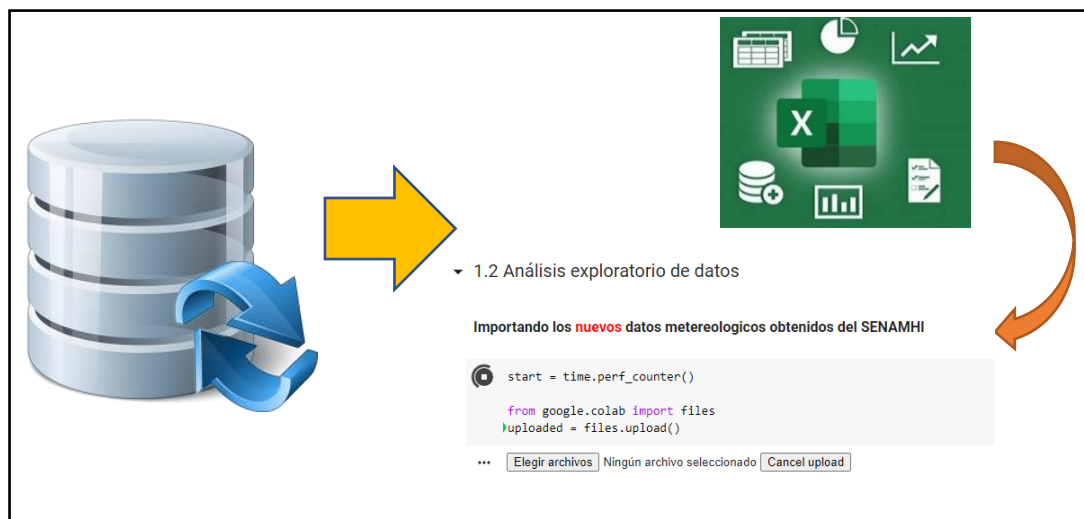 X
1.2 Análisis exploratorio de datos
Importando los nuevos datos metereologicos obtenidos del SENAMHI
start = time.perf_counter()
from google.colab import files
uploaded = files.upload()
Elegir archivos Ningún archivo seleccionado Cancel upload